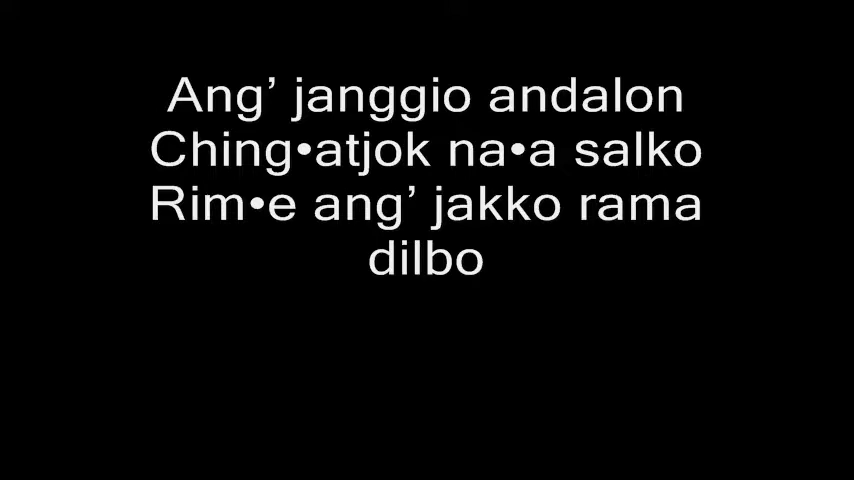 Ang’ janggio andalon
Ching•atjok na•a salko
Rim•e ang’ jakko rama
dilbo